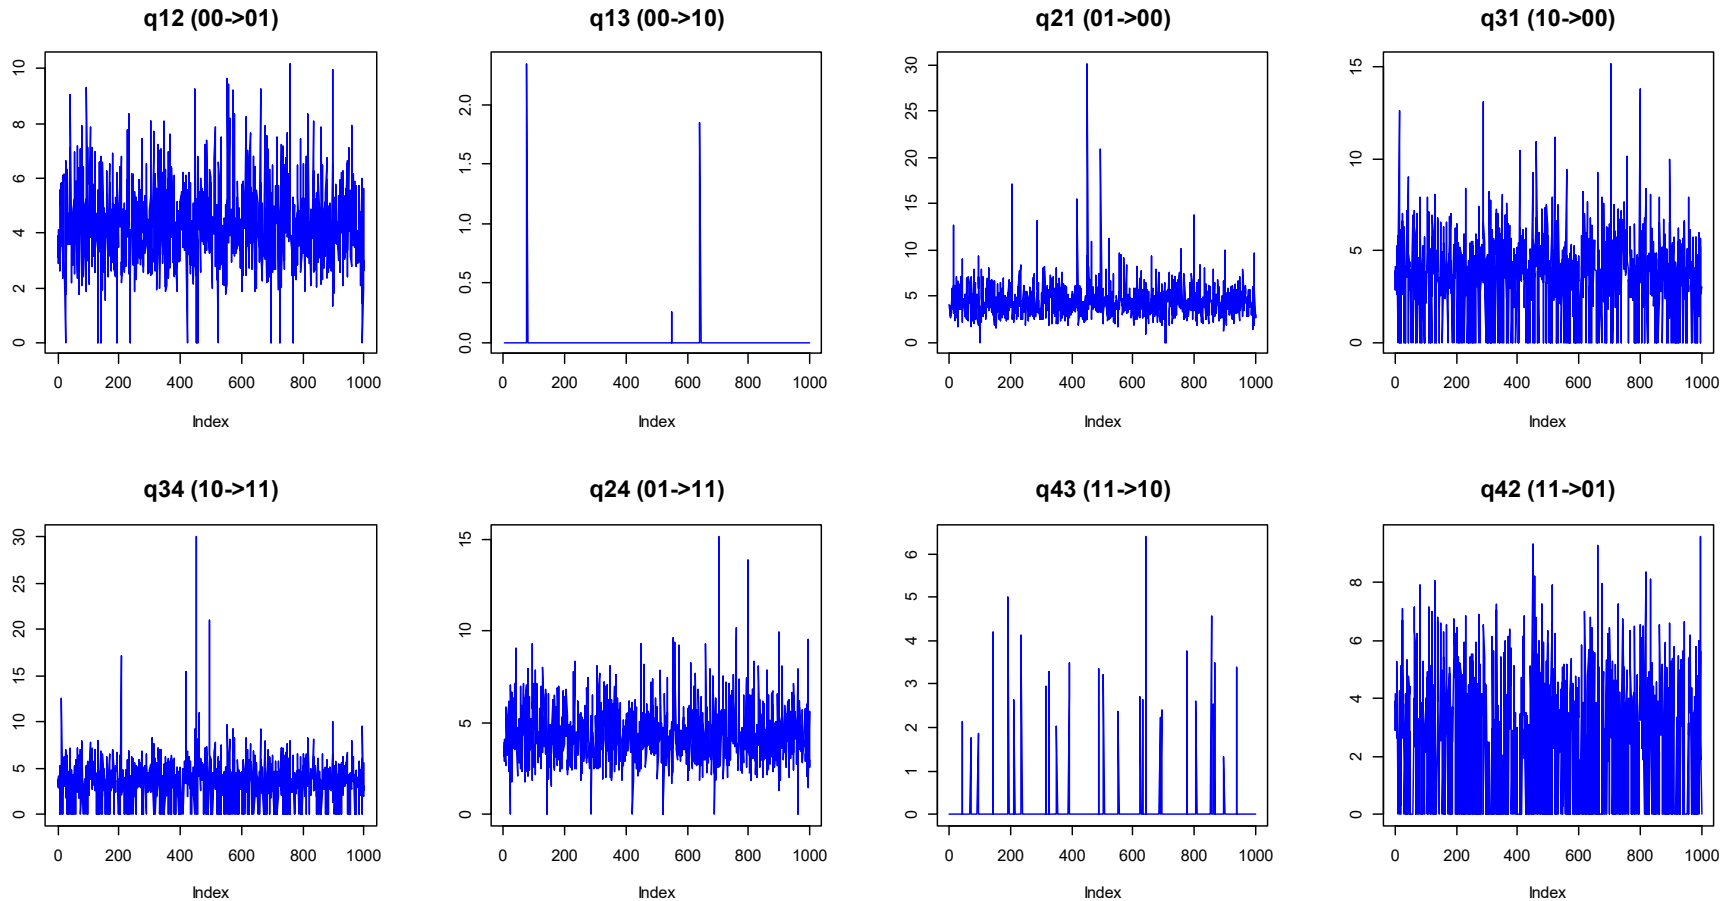 q12 (00->01)
q13 (00->10)
q21 (01->00)
q31 (10->00)
0 2 4 6 8 10
0.0 0.5 1.0 1.5 2.0
0 5 10 15 20 25 30
0 5 10 15
0 200 400 600 800 1000
0 200 400 600 800 1000
0 200 400 600 800 1000
0 200 400 600 800 1000
Index
Index
Index
Index
q34 (10->11)
q24 (01->11)
q43 (11->10)
q42 (11->01)
0 5 10 15 20 25 30
0 5 10 15
0 1 2 3 4 5 6
0 2 4 6 8
0 200 400 600 800 1000
0 200 400 600 800 1000
0 200 400 600 800 1000
0 200 400 600 800 1000
Index
Index
Index
Index